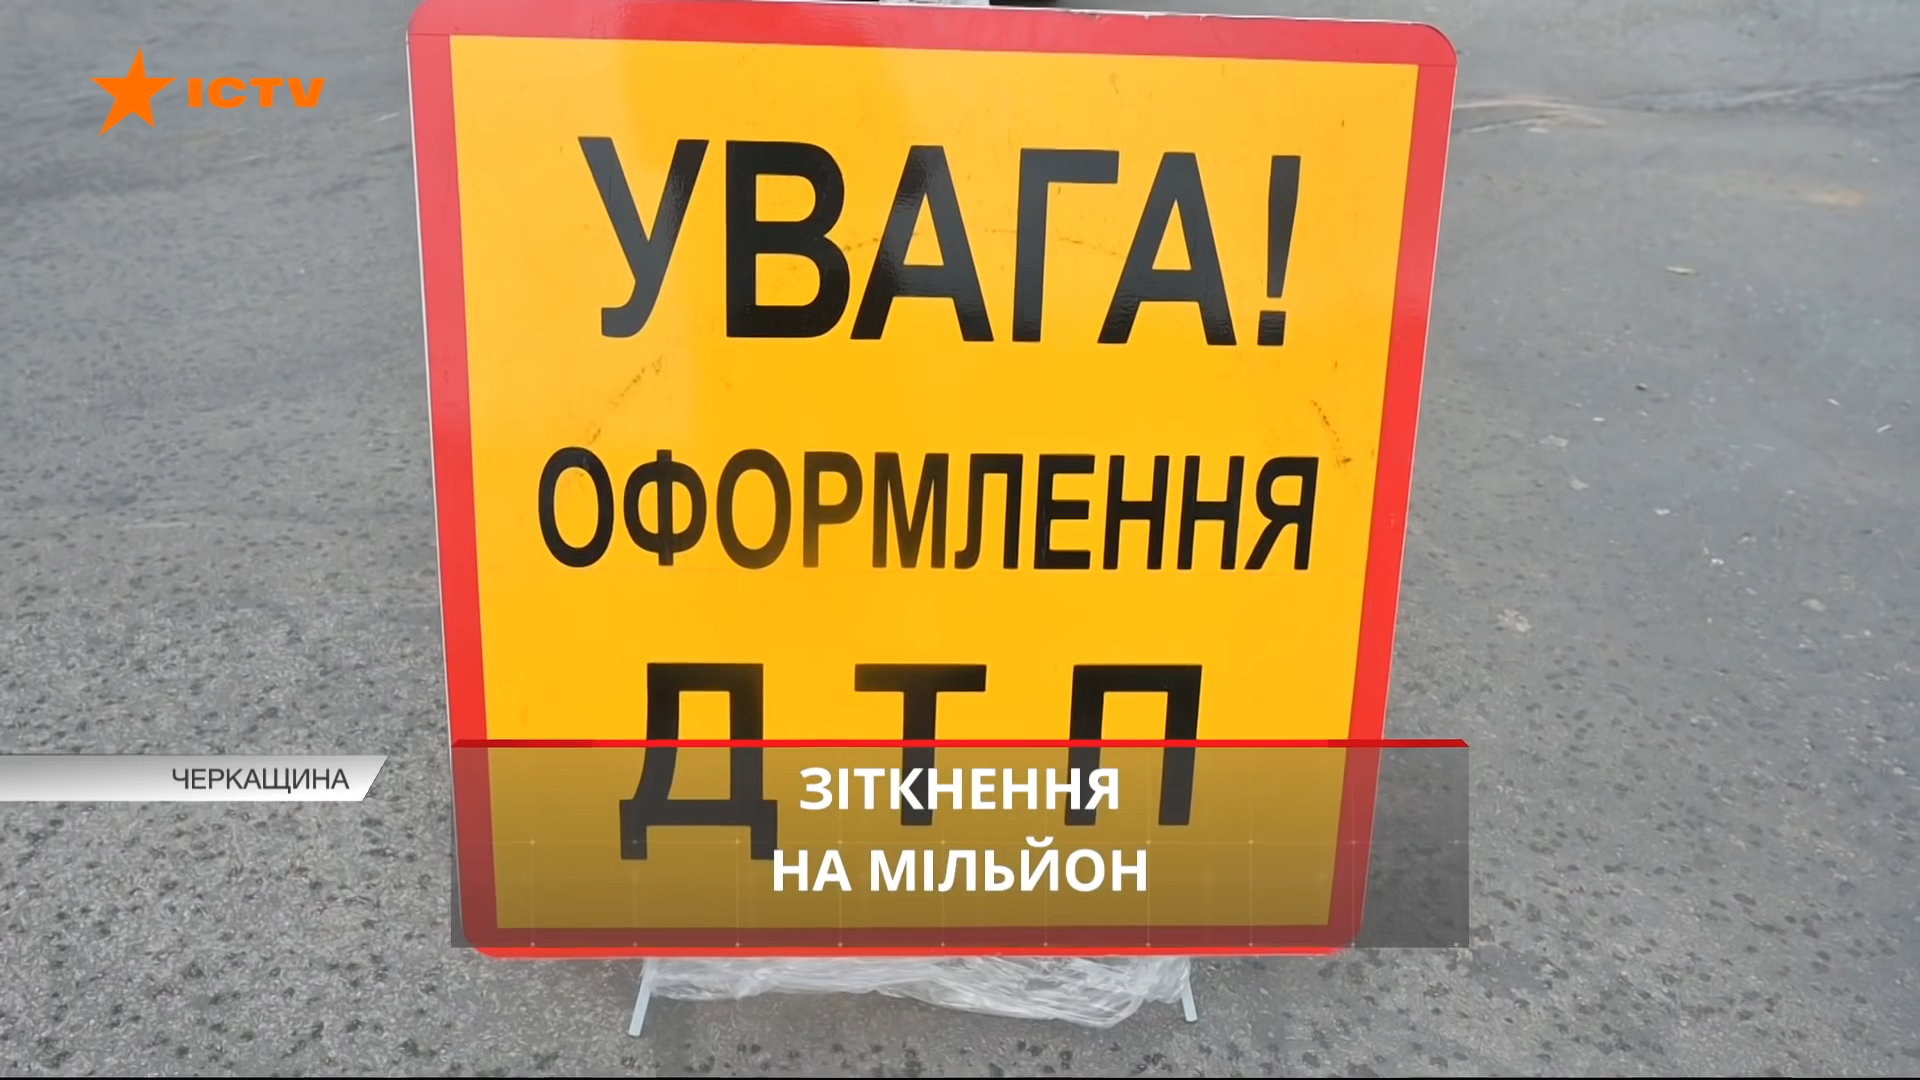 ICTV
УВАГА!
ОФОРМЛЕННЯ
ДТП
ЧЕРКАЩИНА
ЗІТКНЕННЯ
НА МІЛЬЙОН